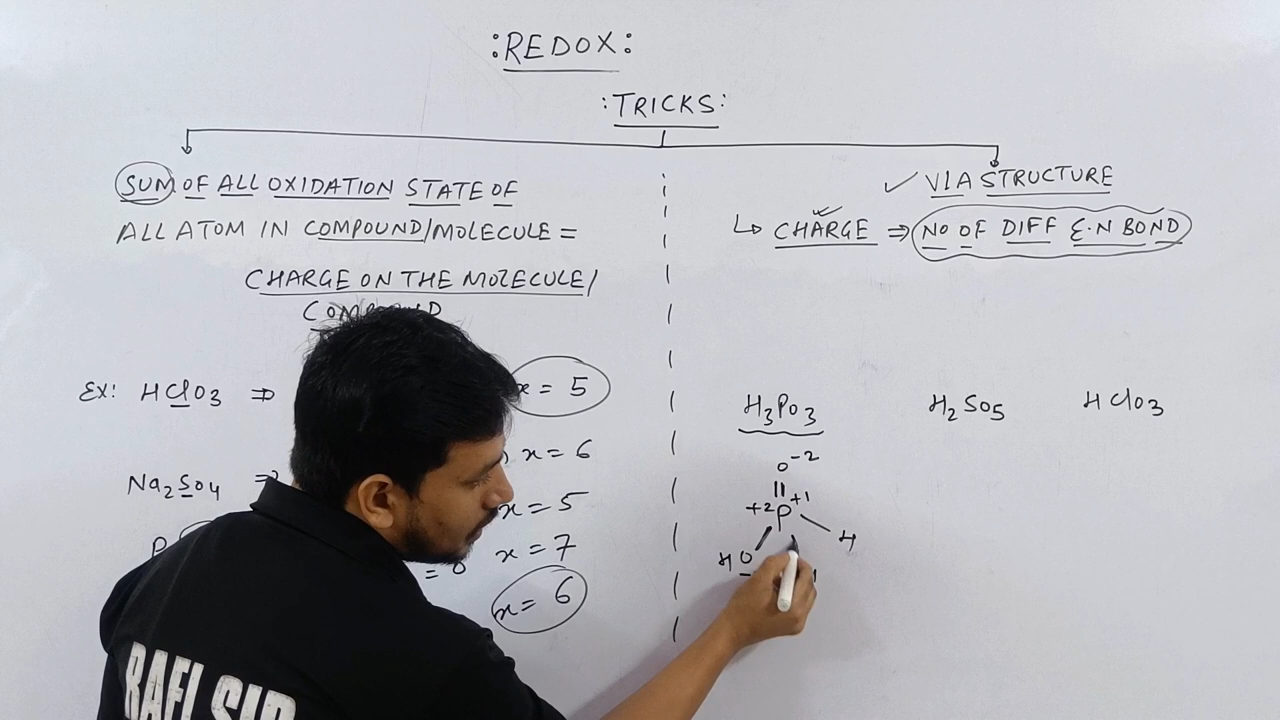 :REDOX:
:TRICKS:
SUM OF ALL OXIDATION STATE OF
ALL ATOM IN COMPOUND/MOLECULE =
CHARGE ON THE MOLECULE/
COMPOUND
Ex: HClO3 ⇒
x = 5
x = 6
Na2SO4 ⇒
x = 5
P
x = 7
= 0
x = 6
✓ VIA STRUCTURE
↳ CHARGE ⇒ NO OF DIFF E.N BOND
H3PO3
H2SO5
HClO3
O-2
+2 P +1
H
HO
RAFI SIR